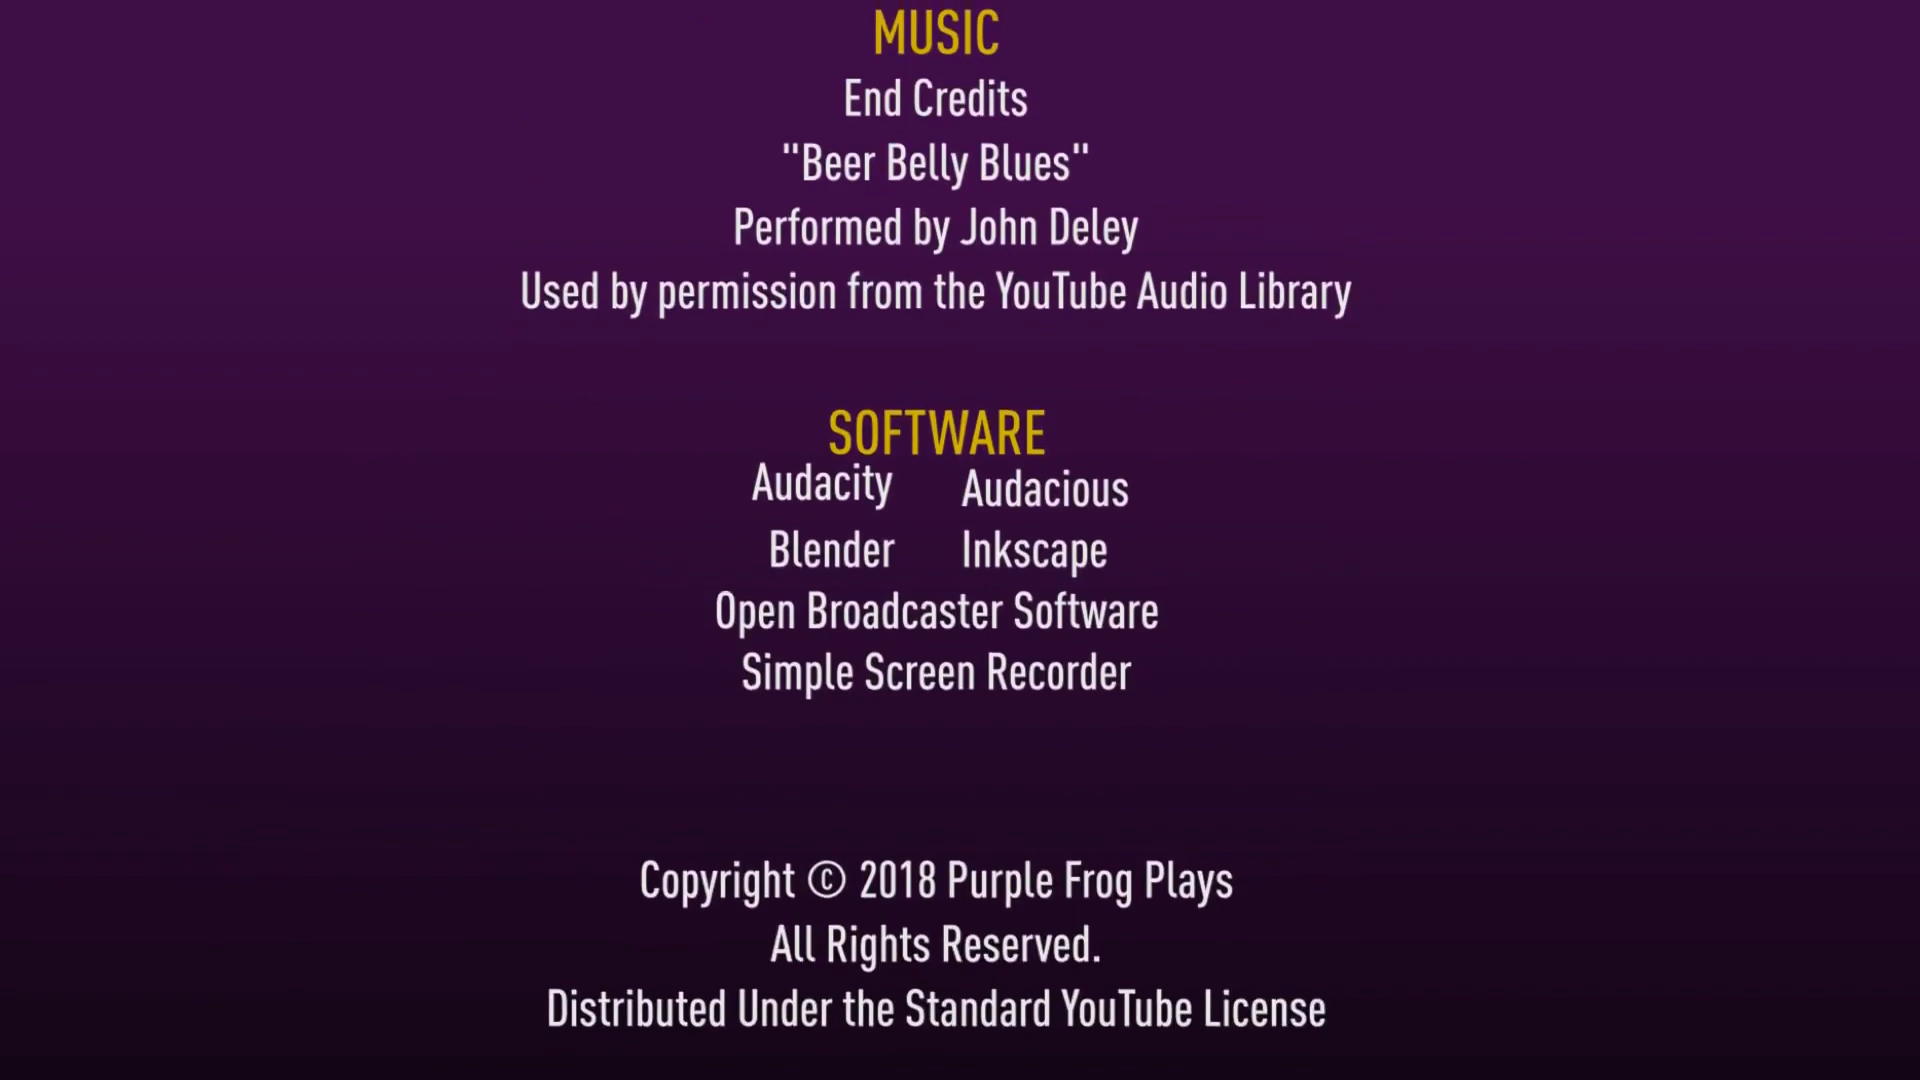 MUSIC
End Credits
"Beer Belly Blues"
Performed by John Deley
Used by permission from the YouTube Audio Library
SOFTWARE
Audacity Audacious
Blender Inkscape
Open Broadcaster Software
Simple Screen Recorder
Copyright © 2018 Purple Frog Plays
All Rights Reserved.
Distributed Under the Standard YouTube License